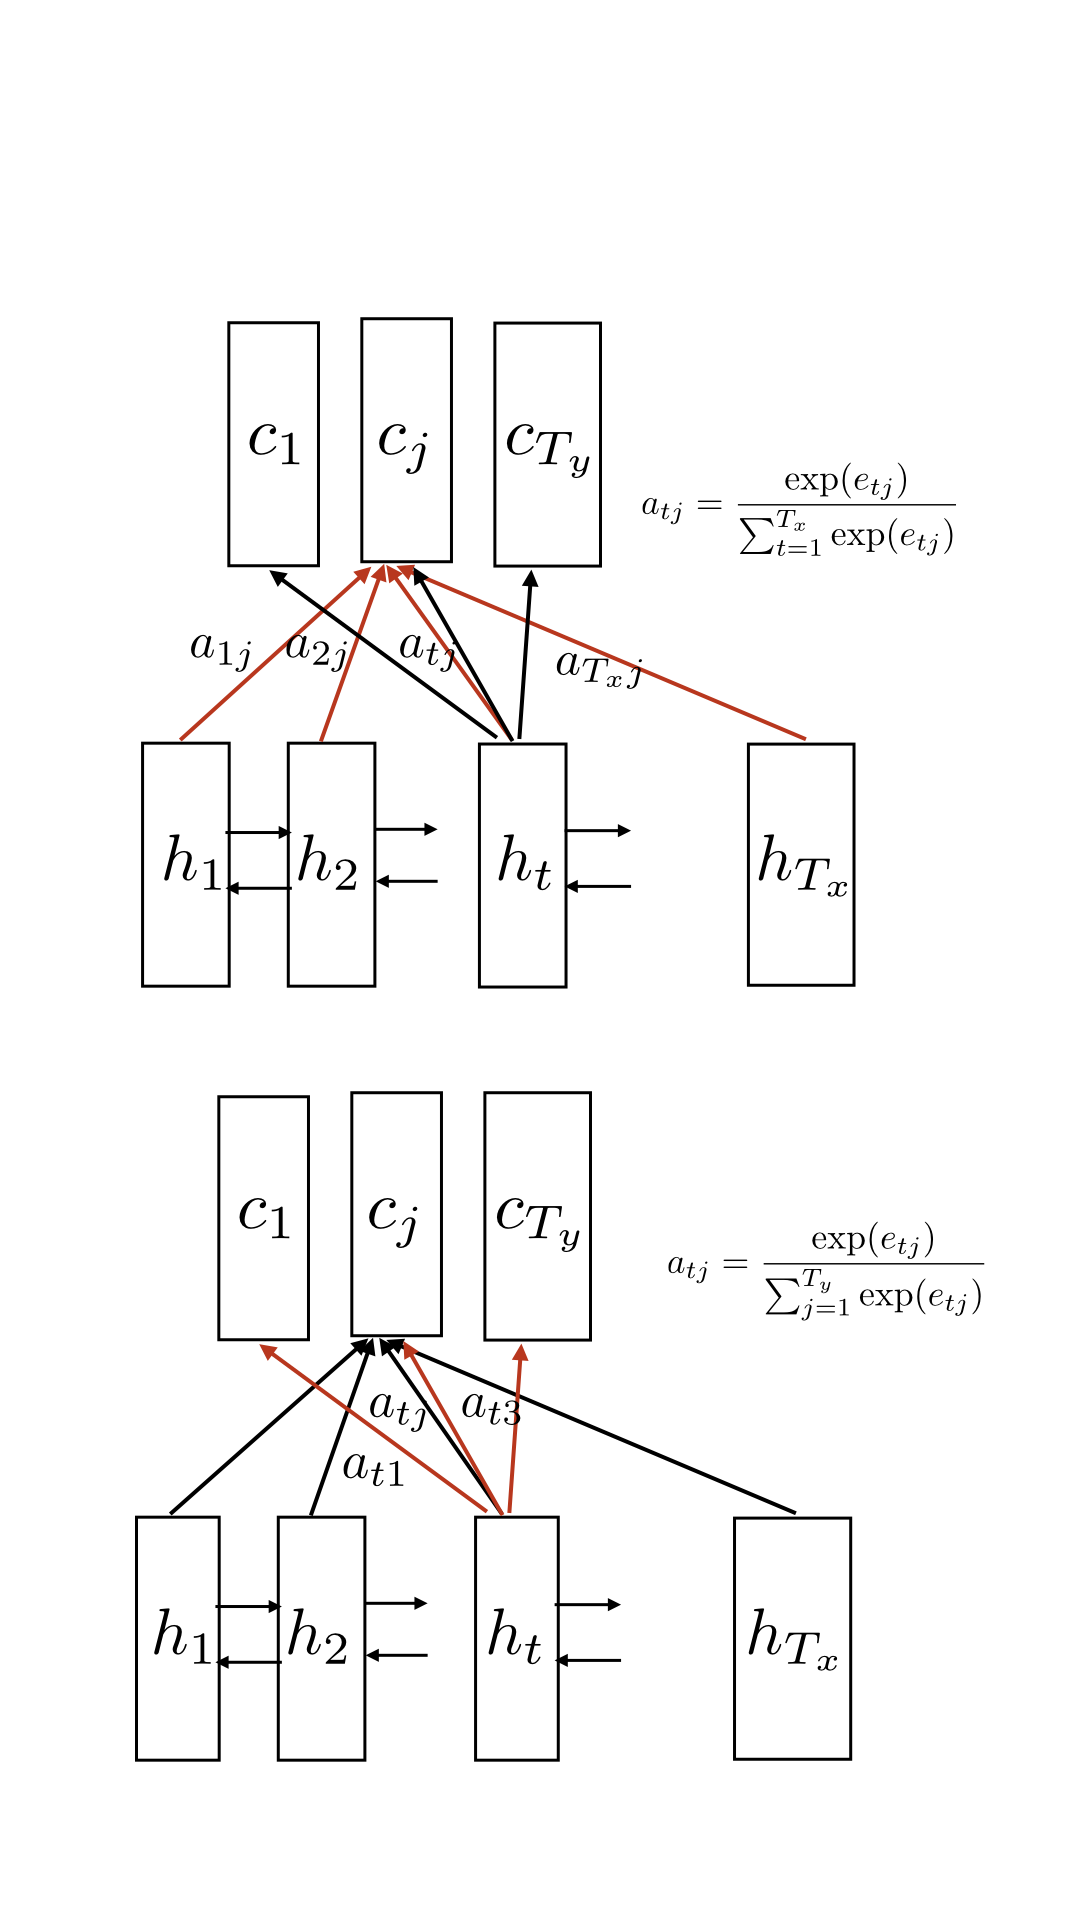 c_1 c_j c_{T_y}
a_{tj} = \frac{\exp(e_{tj})}{\sum_{t=1}^{T_x} \exp(e_{tj})}
a_{1j} a_{2j} a_{tj} a_{T_x j}
h_1 h_2 h_t h_{T_x}
c_1 c_j c_{T_y}
a_{tj} = \frac{\exp(e_{tj})}{\sum_{j=1}^{T_y} \exp(e_{tj})}
a_{tj} a_{t3}
a_{t1}
h_1 h_2 h_t h_{T_x}